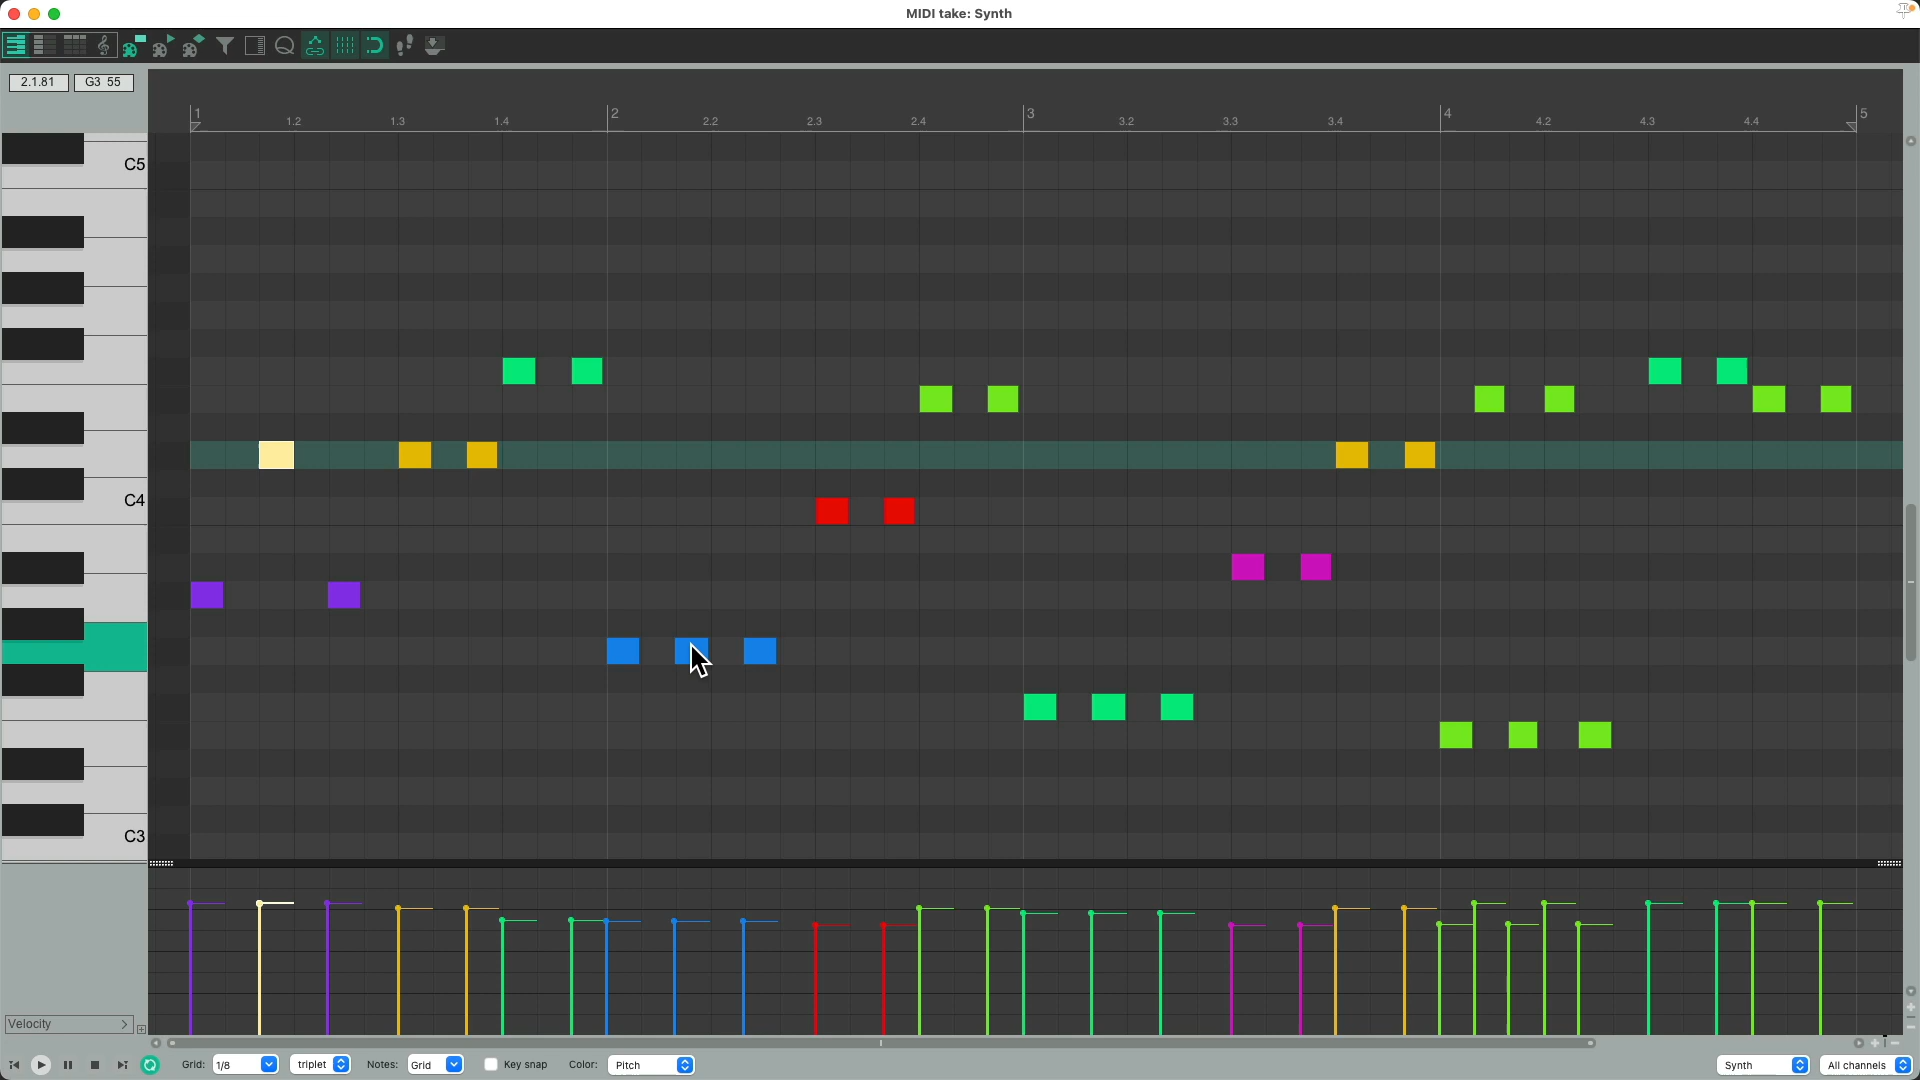 MIDI take: Synth
2.1.81 G3 55
1 2 3 4 5
1.2 1.3 1.4 2.2 2.3 2.4 3.2 3.3 3.4 4.2 4.3 4.4
C5
C4
C3
Velocity
Grid: 1/8 triplet Notes: Grid Key snap Color: Pitch Synth All channels